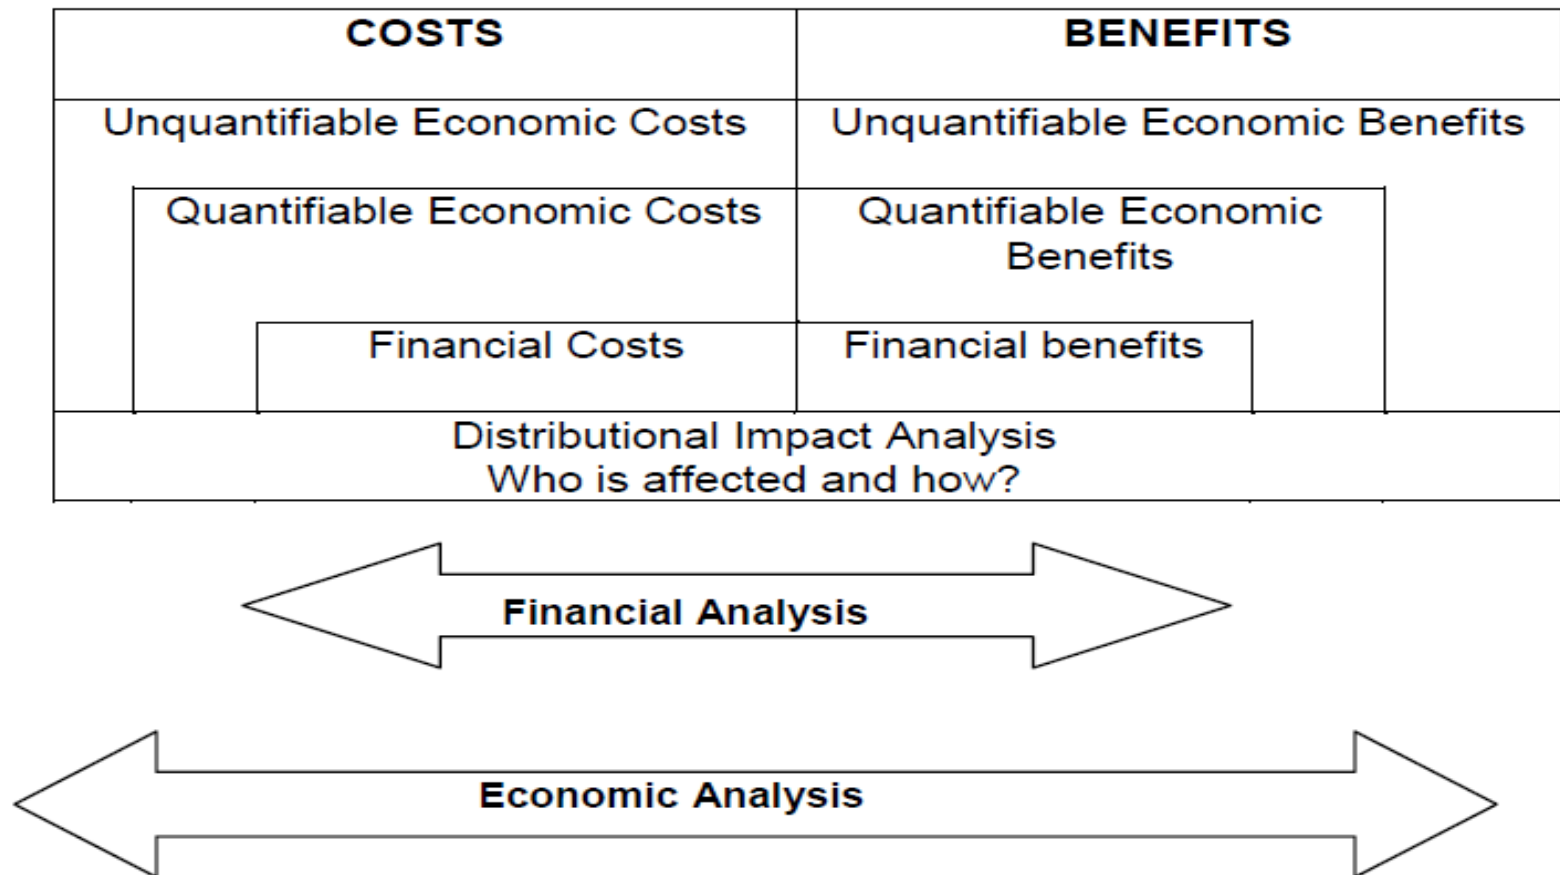 COSTS
BENEFITS
Unquantifiable Economic Costs
Unquantifiable Economic Benefits
Quantifiable Economic Costs
Quantifiable Economic
Benefits
Financial Costs
Financial benefits
Distributional Impact Analysis
Who is affected and how?
Financial Analysis
Economic Analysis